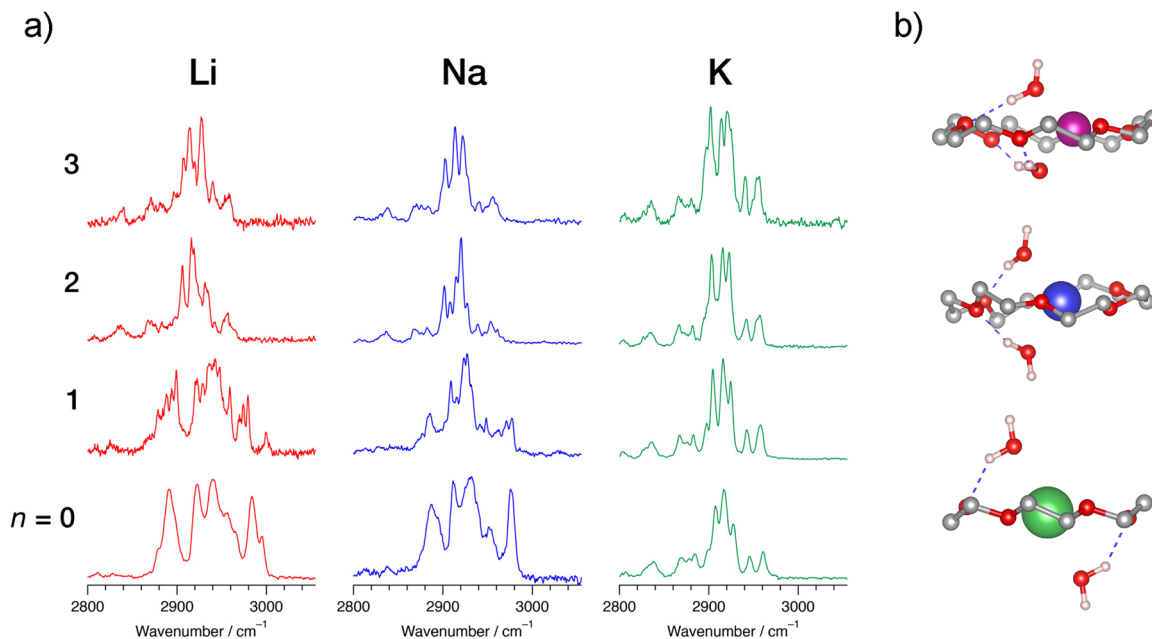 a)
b)
Li
Na
K
3
2
1
n = 0
2800
2900
3000
2800
2900
3000
2800
2900
3000
Wavenumber / cm⁻¹
Wavenumber / cm⁻¹
Wavenumber / cm⁻¹